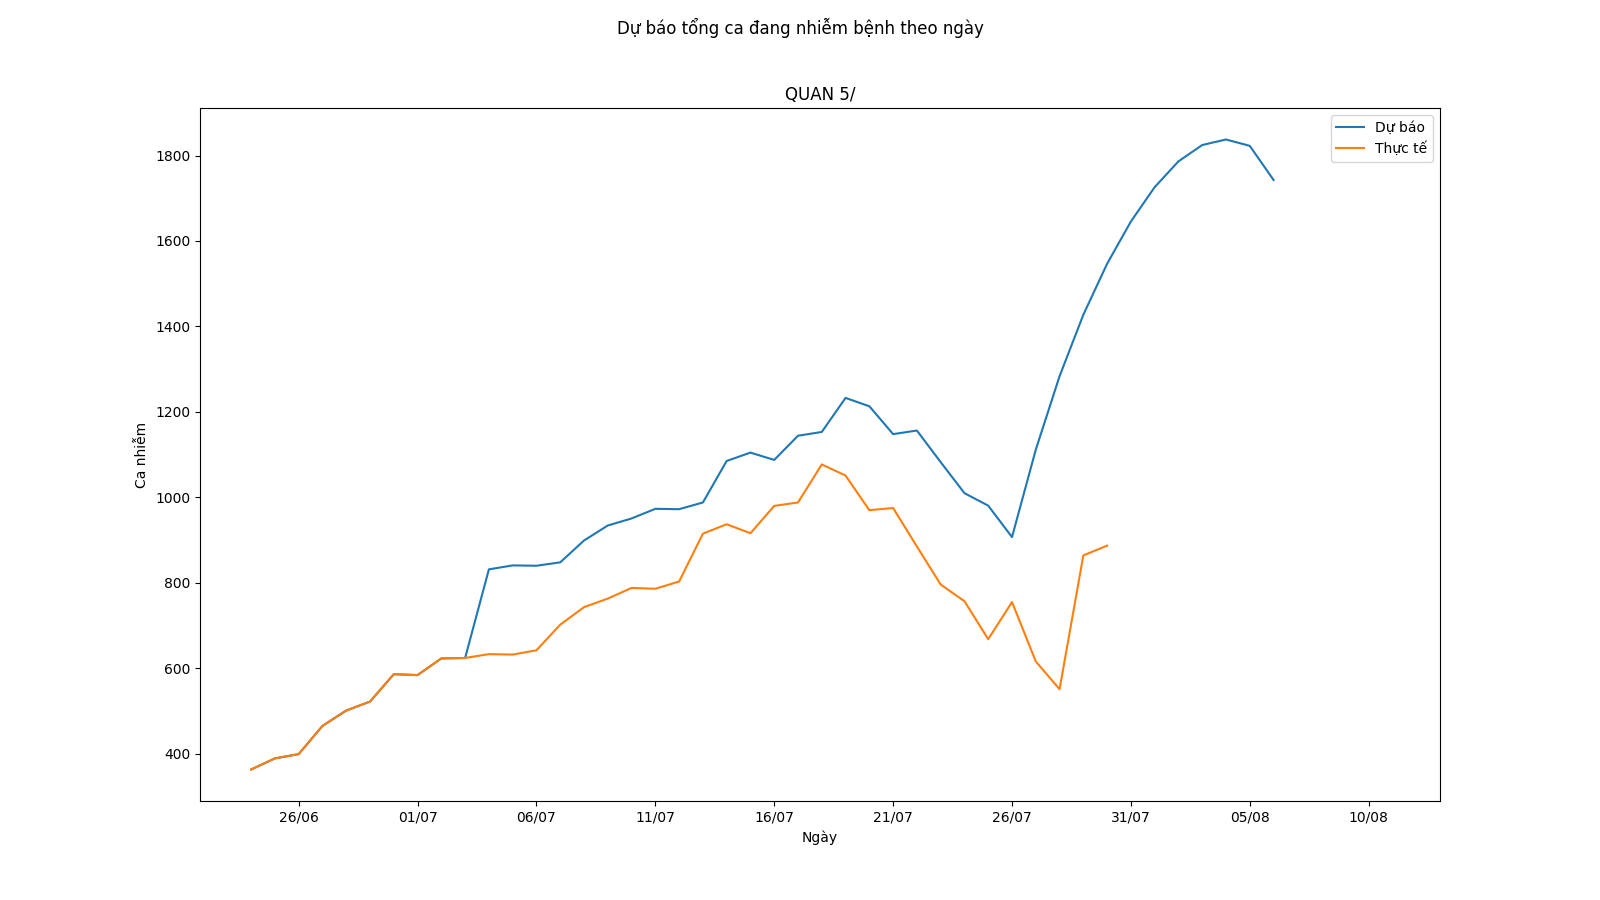 Dự báo tổng ca đang nhiễm bệnh theo ngày
QUAN 5/
Dự báo
Thực tế
1800
1600
1400
1200
1000
800
600
400
Ca nhiễm
26/06 01/07 06/07 11/07 16/07 21/07 26/07 31/07 05/08 10/08
Ngày